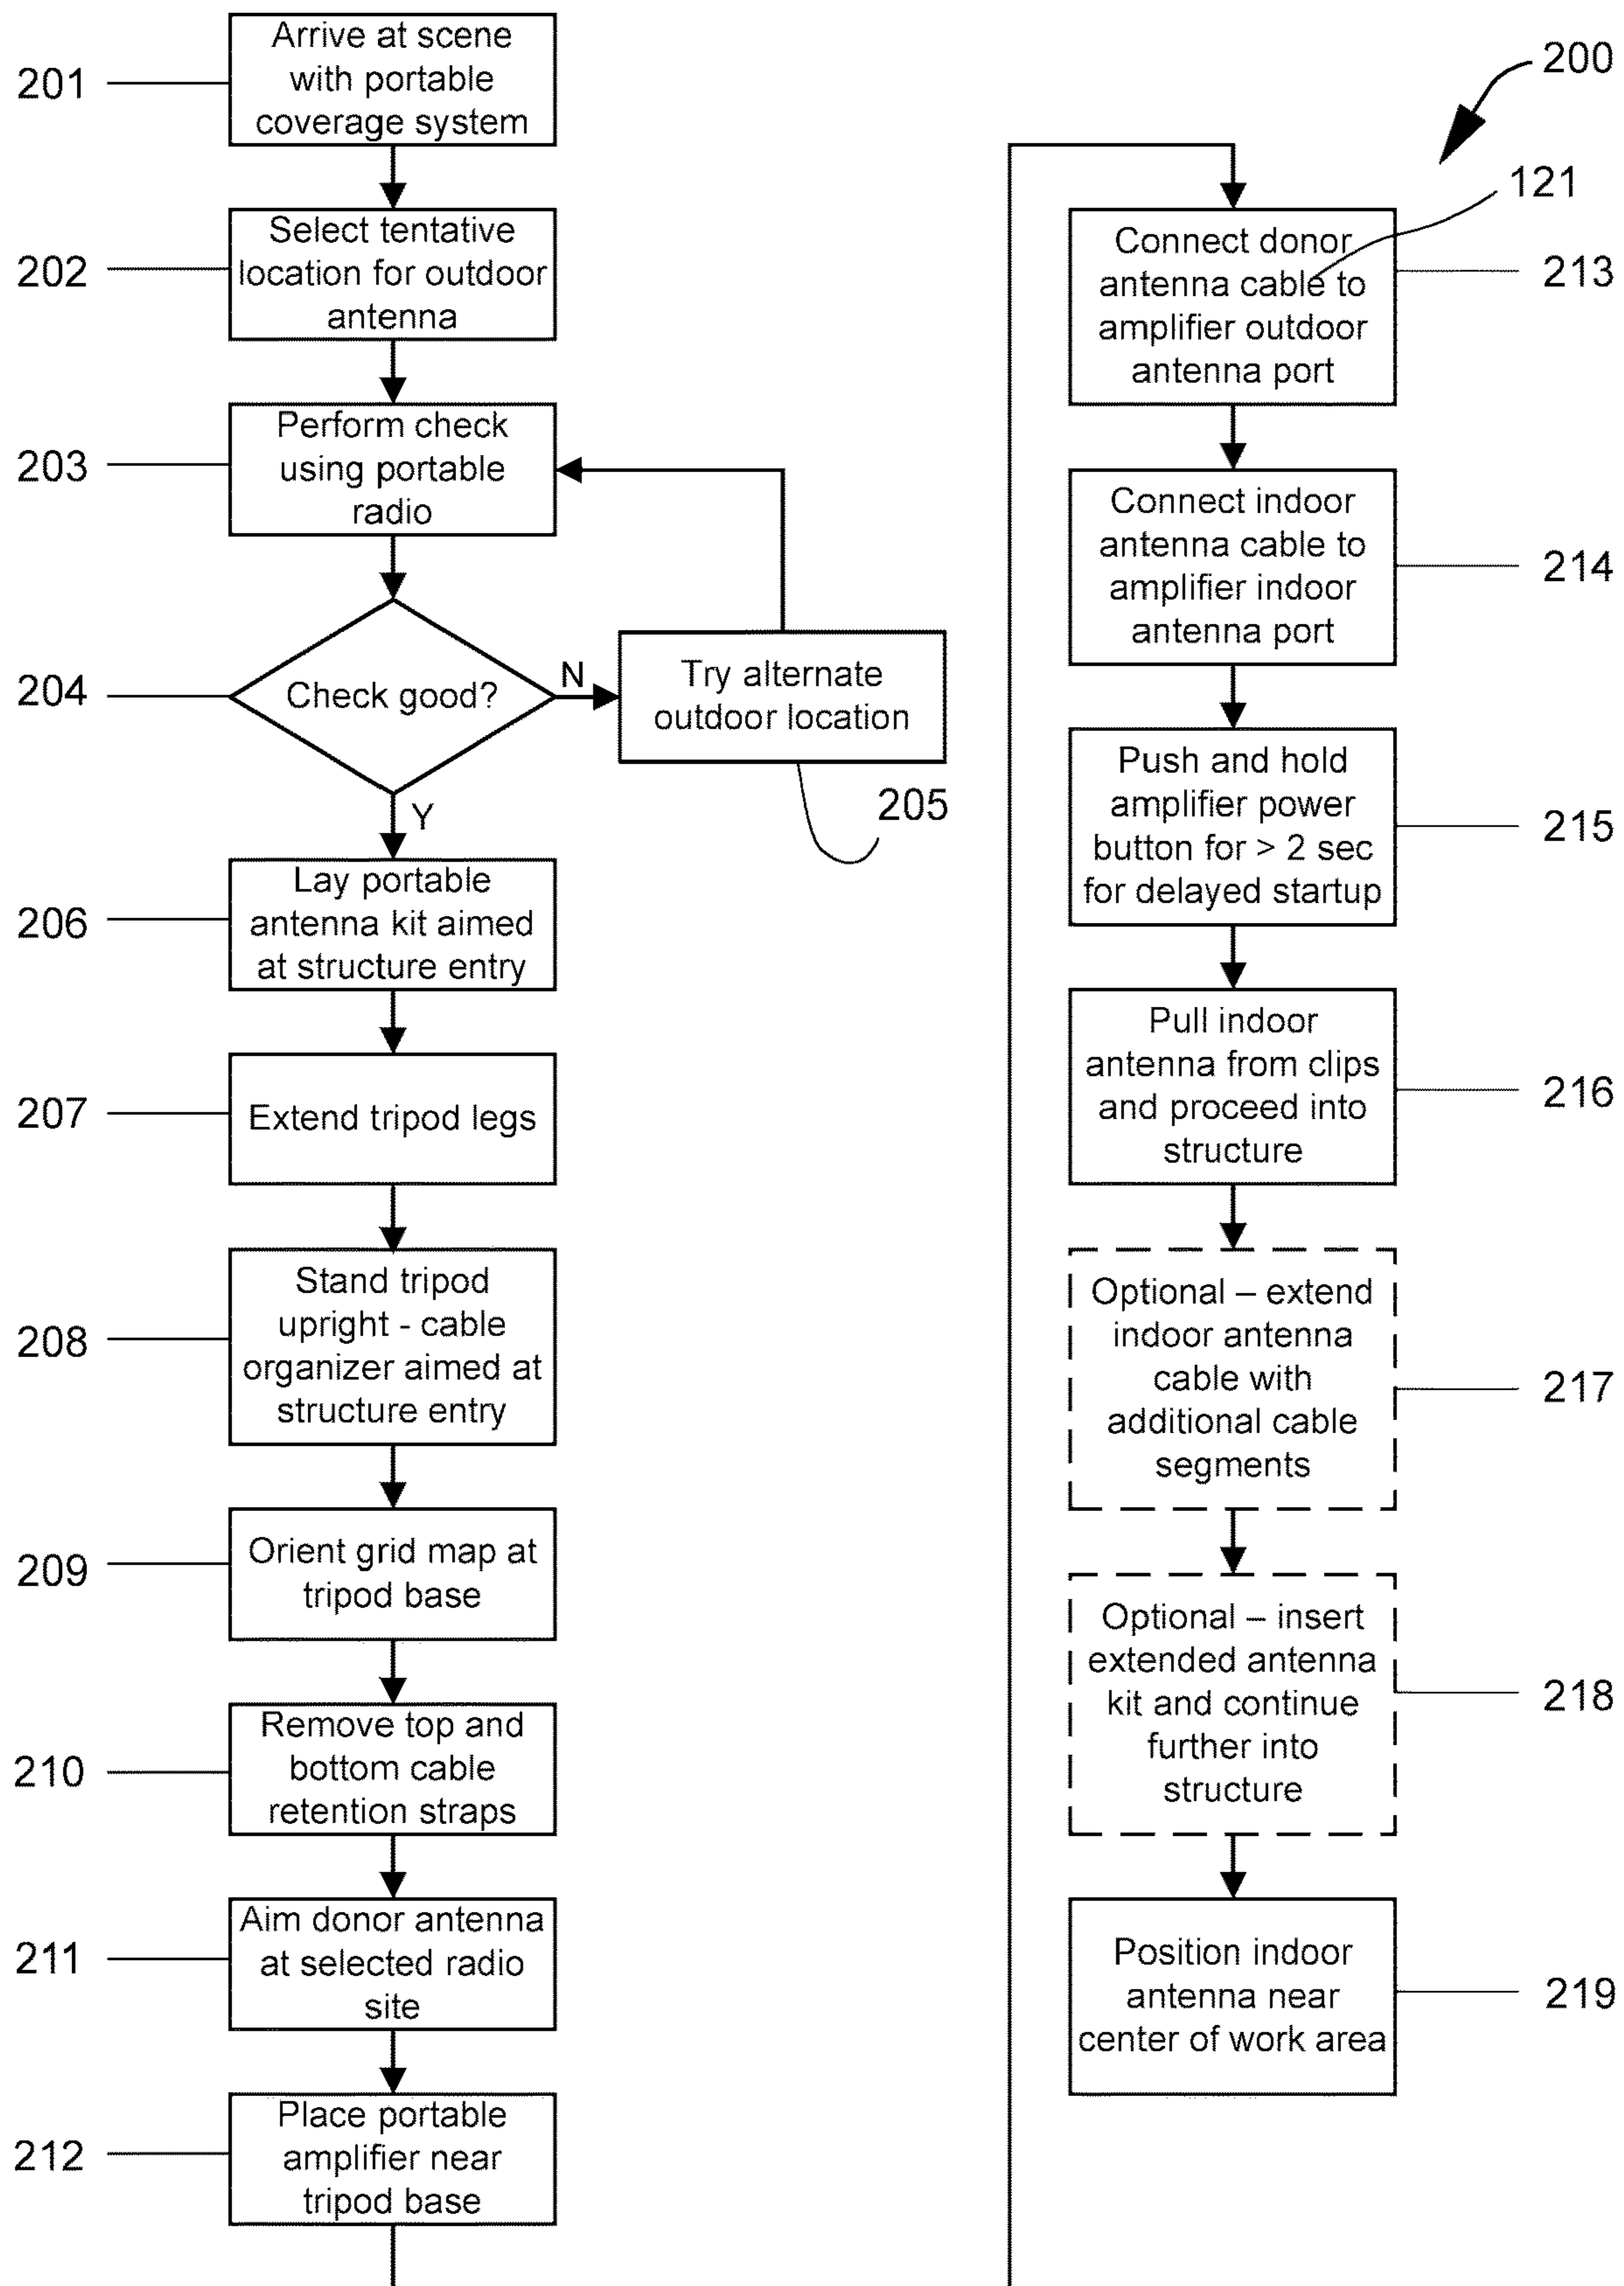 201
Arrive at scene
with portable
coverage system
202
Select tentative
location for outdoor
antenna
203
Perform check
using portable
radio
204
Check good?
N
Try alternate
outdoor location
205
Y
206
Lay portable
antenna kit aimed
at structure entry
207
Extend tripod legs
208
Stand tripod
upright - cable
organizer aimed at
structure entry
209
Orient grid map at
tripod base
210
Remove top and
bottom cable
retention straps
211
Aim donor antenna
at selected radio
site
212
Place portable
amplifier near
tripod base
200
121
Connect donor
antenna cable to
amplifier outdoor
antenna port
213
Connect indoor
antenna cable to
amplifier indoor
antenna port
214
Push and hold
amplifier power
button for > 2 sec
for delayed startup
215
Pull indoor
antenna from clips
and proceed into
structure
216
Optional – extend
indoor antenna
cable with
additional cable
segments
217
Optional – insert
extended antenna
kit and continue
further into
structure
218
Position indoor
antenna near
center of work area
219